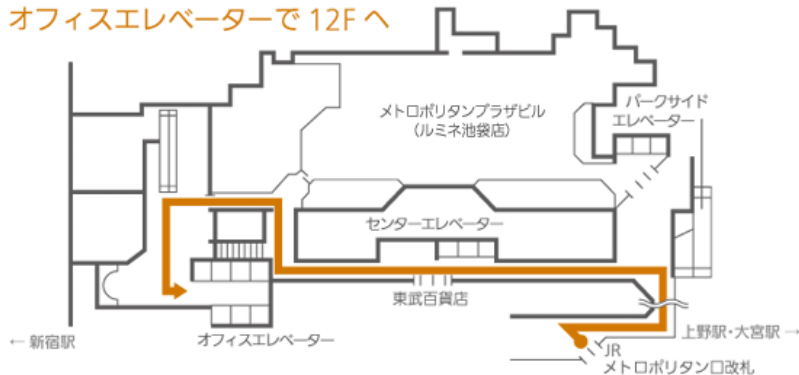 オフィスエレベーターで 12F へ
メトロポリタンプラザビル
（ルミネ池袋店）
パークサイド
エレベーター
センターエレベーター
東武百貨店
オフィスエレベーター
← 新宿駅
上野駅・大宮駅 →
JR
メトロポリタン口改札